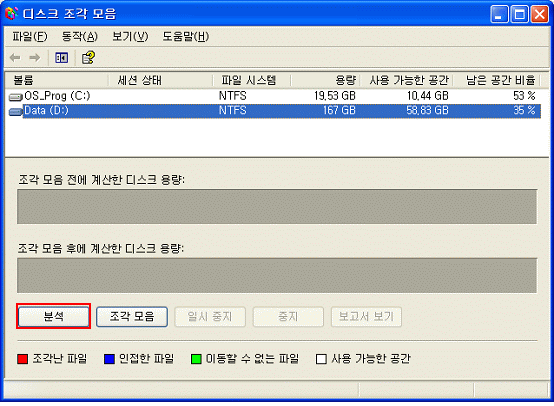 디스크 조각 모음
파일(F) 동작(A) 보기(V) 도움말(H)
볼륨 세션 상태 파일 시스템 용량 사용 가능한 공간 남은 공간 비율
OS_Prog (C:) NTFS 19,53 GB 10,44 GB 53 %
Data (D:) NTFS 167 GB 58,83 GB 35 %
조각 모음 전에 계산한 디스크 용량:
조각 모음 후에 계산한 디스크 용량:
분석 조각 모음 일시 중지 중지 보고서 보기
조각난 파일 인접한 파일 이동할 수 없는 파일 사용 가능한 공간